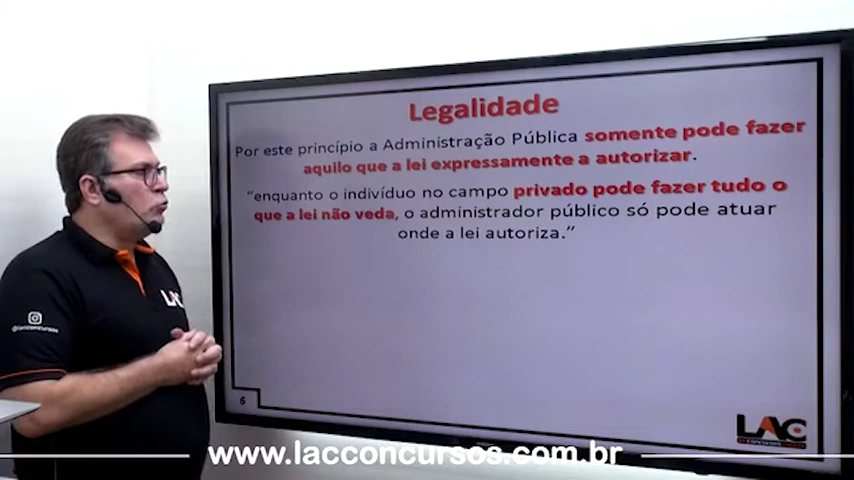 Legalidade
Por este princípio a Administração Pública somente pode fazer
aquilo que a lei expressamente a autorizar.
“enquanto o indivíduo no campo privado pode fazer tudo o
que a lei não veda, o administrador público só pode atuar
onde a lei autoriza.”
LAC
@lacconcursos
6
LAC
www.lacconcursos.com.br